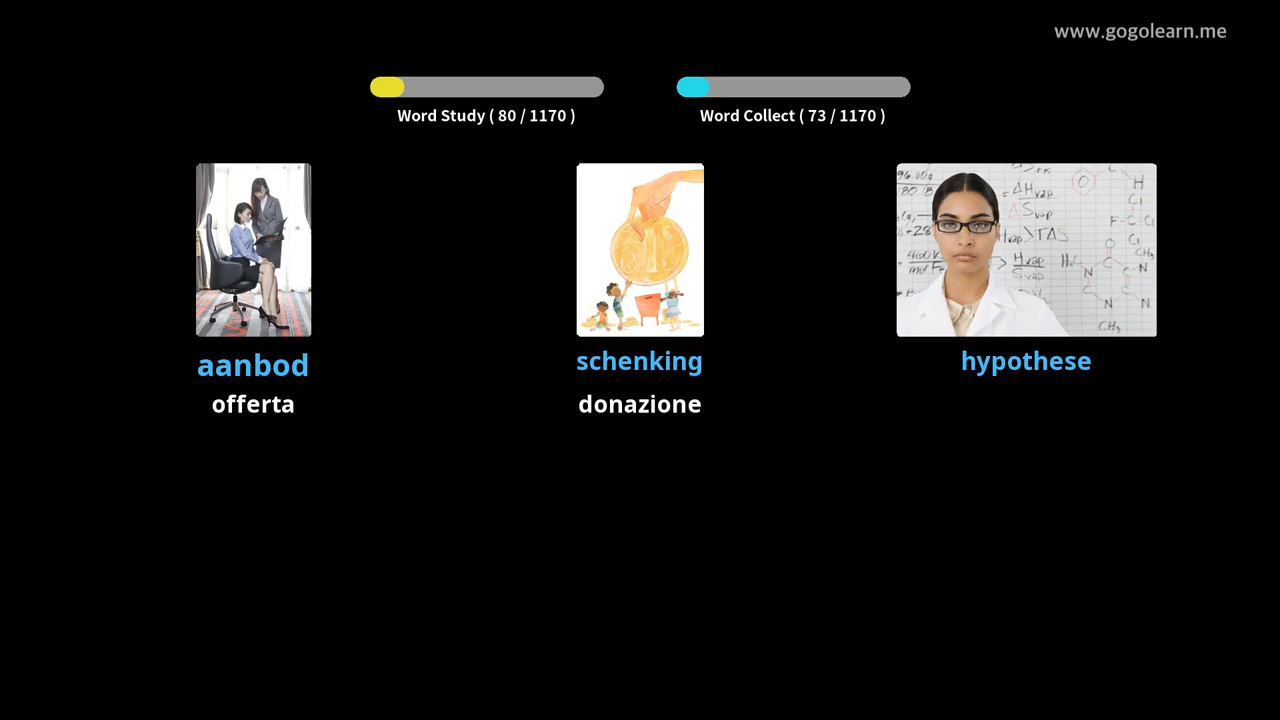 www.gogolearn.me
Word Study ( 80 / 1170 )
Word Collect ( 73 / 1170 )
aanbod
schenking
hypothese
offerta
donazione